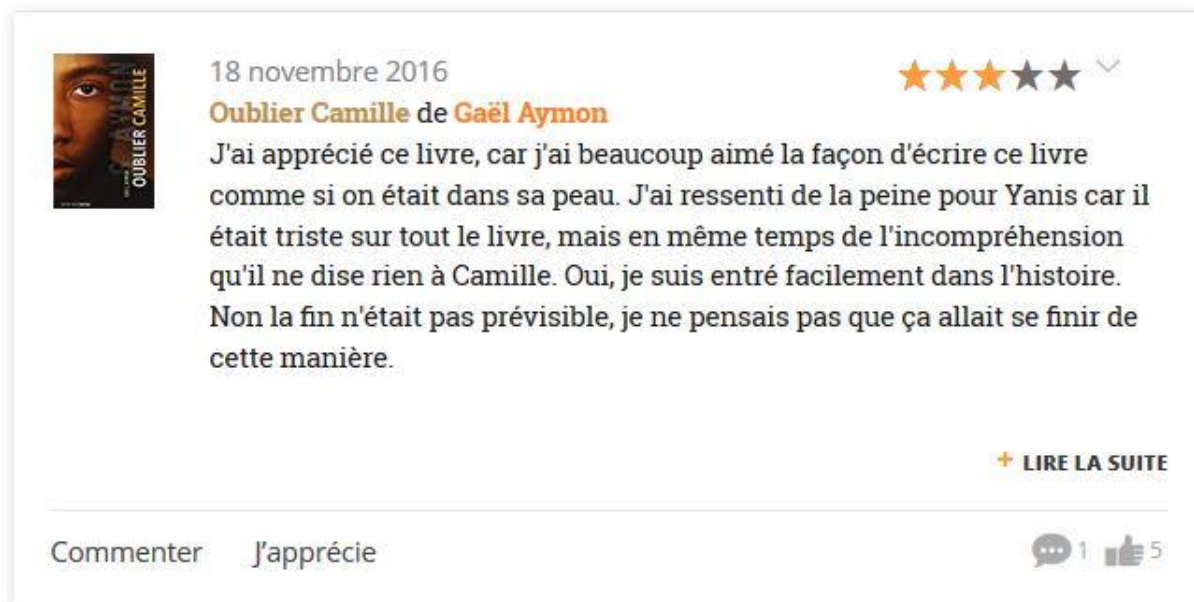 18 novembre 2016
Oublier Camille de Gaël Aymon
J'ai apprécié ce livre, car j'ai beaucoup aimé la façon d'écrire ce livre
comme si on était dans sa peau. J'ai ressenti de la peine pour Yanis car il
était triste sur tout le livre, mais en même temps de l'incompréhension
qu'il ne dise rien à Camille. Oui, je suis entré facilement dans l'histoire.
Non la fin n'était pas prévisible, je ne pensais pas que ça allait se finir de
cette manière.
AYMON
OUBLIER CAMILLE
+ LIRE LA SUITE
Commenter J'apprécie 1 5